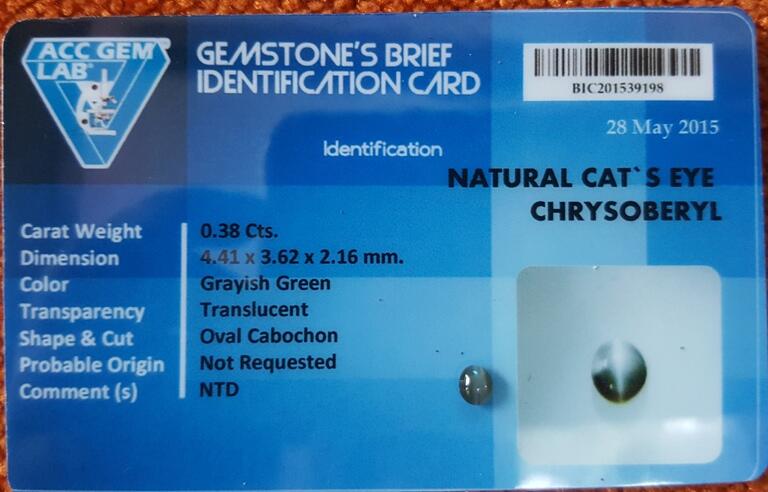 ACC GEM
LAB®
GEMSTONE'S BRIEF
IDENTIFICATION CARD
BIC201539198
28 May 2015
Identification
NATURAL CAT`S EYE
CHRYSOBERYL
Carat Weight 0.38 Cts.
Dimension 4.41 x 3.62 x 2.16 mm.
Color Grayish Green
Transparency Translucent
Shape & Cut Oval Cabochon
Probable Origin Not Requested
Comment (s) NTD